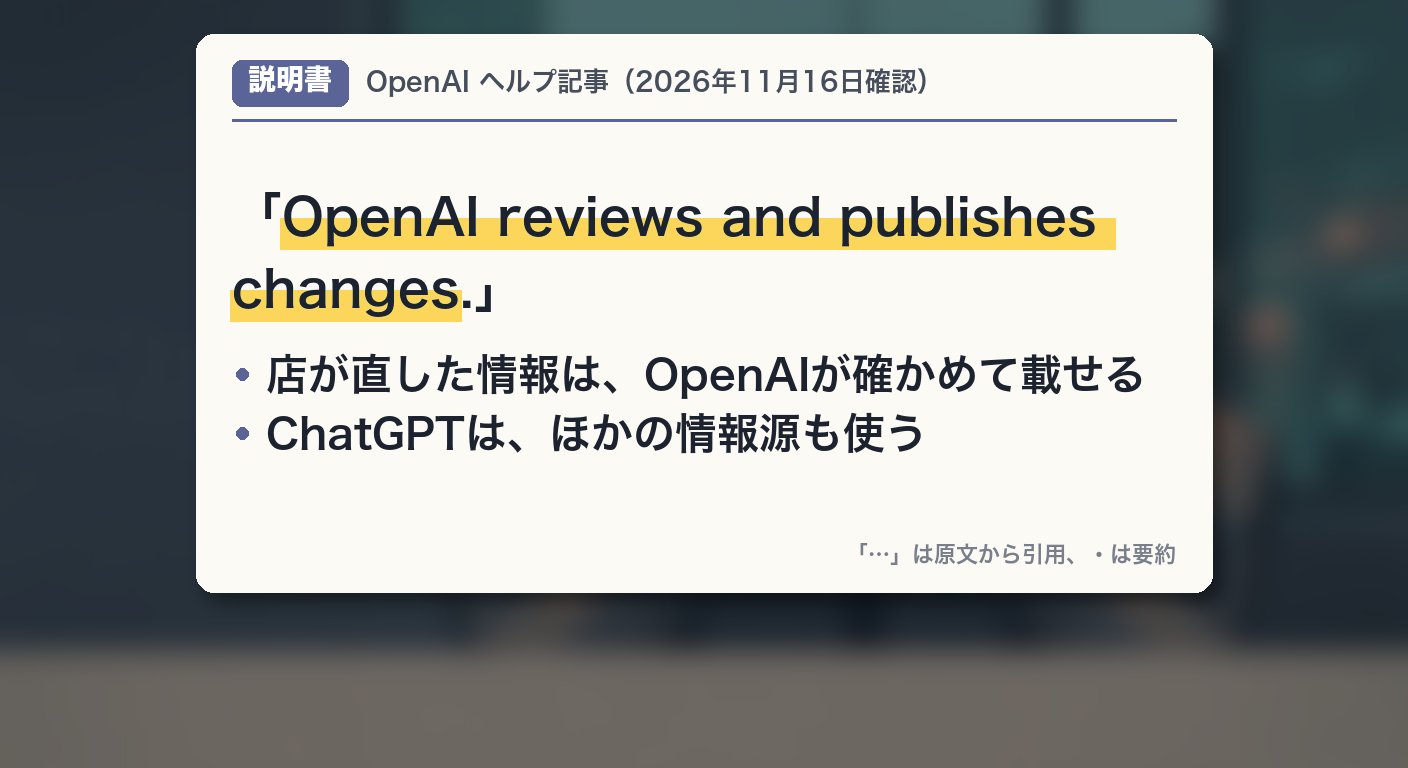 説明書 OpenAI ヘルプ記事（2026年11月16日確認）
「OpenAI reviews and publishes
changes.」
・店が直した情報は、OpenAIが確かめて載せる
・ChatGPTは、ほかの情報源も使う
「…」は原文から引用、・は要約